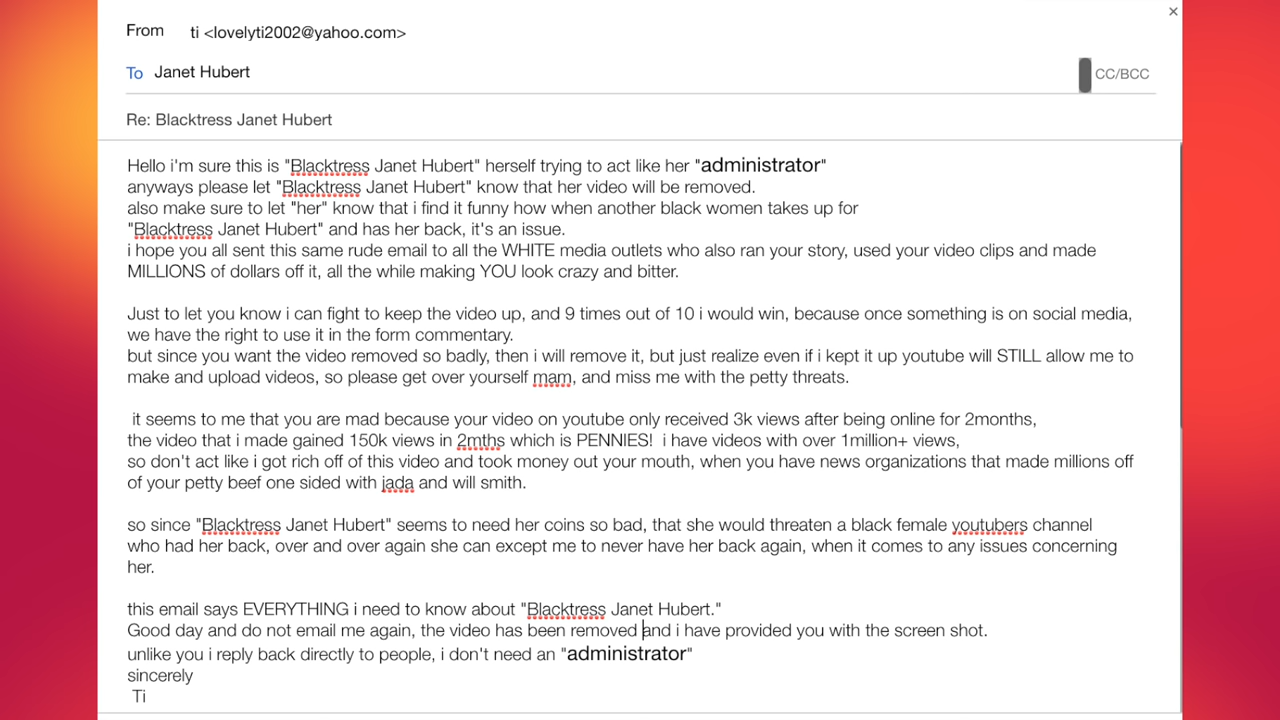 From ti <lovelyti2002@yahoo.com>
To Janet Hubert CC/BCC
Re: Blacktress Janet Hubert
Hello i'm sure this is "Blacktress Janet Hubert" herself trying to act like her "administrator"
anyways please let "Blacktress Janet Hubert" know that her video will be removed.
also make sure to let "her" know that i find it funny how when another black women takes up for
"Blacktress Janet Hubert" and has her back, it's an issue.
i hope you all sent this same rude email to all the WHITE media outlets who also ran your story, used your video clips and made
MILLIONS of dollars off it, all the while making YOU look crazy and bitter.
Just to let you know i can fight to keep the video up, and 9 times out of 10 i would win, because once something is on social media,
we have the right to use it in the form commentary.
but since you want the video removed so badly, then i will remove it, but just realize even if i kept it up youtube will STILL allow me to
make and upload videos, so please get over yourself mam, and miss me with the petty threats.
it seems to me that you are mad because your video on youtube only received 3k views after being online for 2months,
the video that i made gained 150k views in 2mths which is PENNIES! i have videos with over 1million+ views,
so don't act like i got rich off of this video and took money out your mouth, when you have news organizations that made millions off
of your petty beef one sided with jada and will smith.
so since "Blacktress Janet Hubert" seems to need her coins so bad, that she would threaten a black female youtubers channel
who had her back, over and over again she can except me to never have her back again, when it comes to any issues concerning
her.
this email says EVERYTHING i need to know about "Blacktress Janet Hubert."
Good day and do not email me again, the video has been removed and i have provided you with the screen shot.
unlike you i reply back directly to people, i don't need an "administrator"
sincerely
Ti